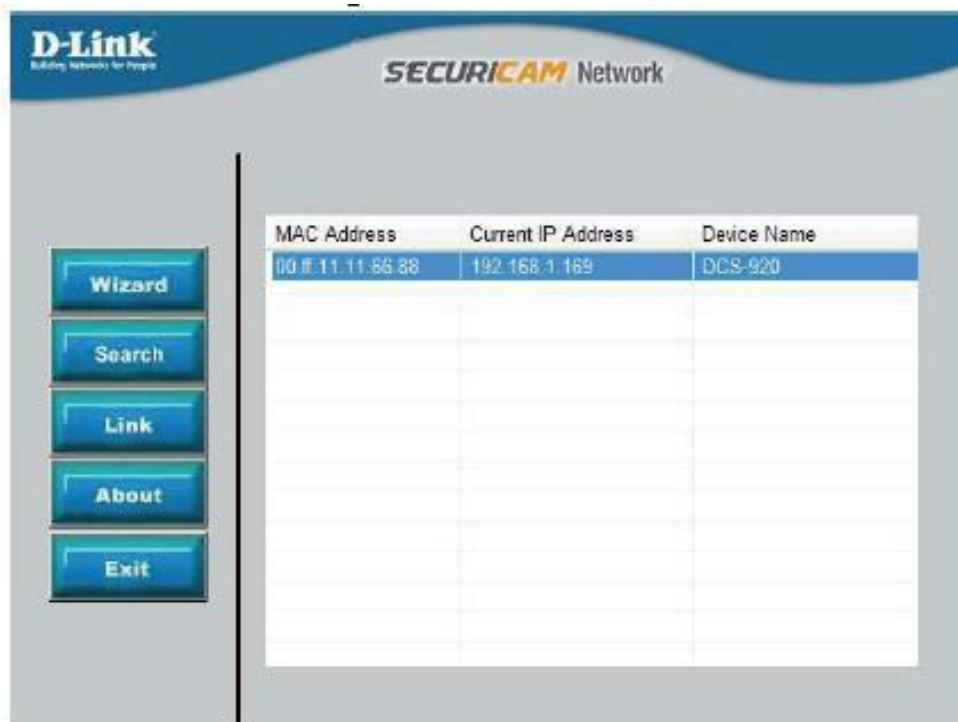 D-Link
Building Networks for People
SECURICAM Network
MAC Address Current IP Address Device Name
00.ff.11.11.66.88 192.168.1.169 DCS-920
Wizard
Search
Link
About
Exit